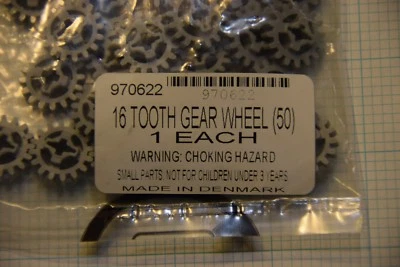 970622
970622
16 TOOTH GEAR WHEEL (50)
1 EACH
WARNING: CHOKING HAZARD
SMALL PARTS. NOT FOR CHILDREN UNDER 3 YEARS
MADE IN DENMARK